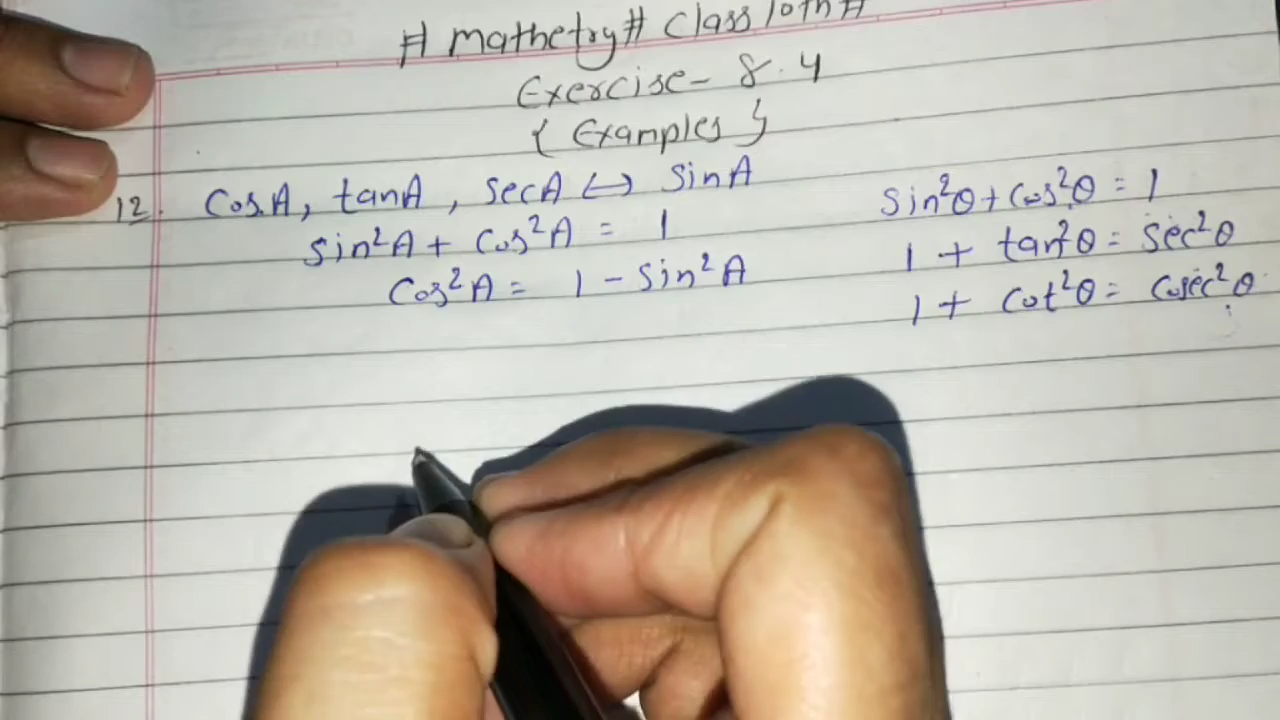 # mathetry# Class 10th #
Exercise- 8.4
{ Examples }
12. CosA, tanA, secA ↔ sinA
sin²A + Cos²A = 1
Cos²A = 1 - sin²A
sin²θ + Cos²θ = 1
1 + tan²θ = sec²θ
1 + Cot²θ = Cosec²θ